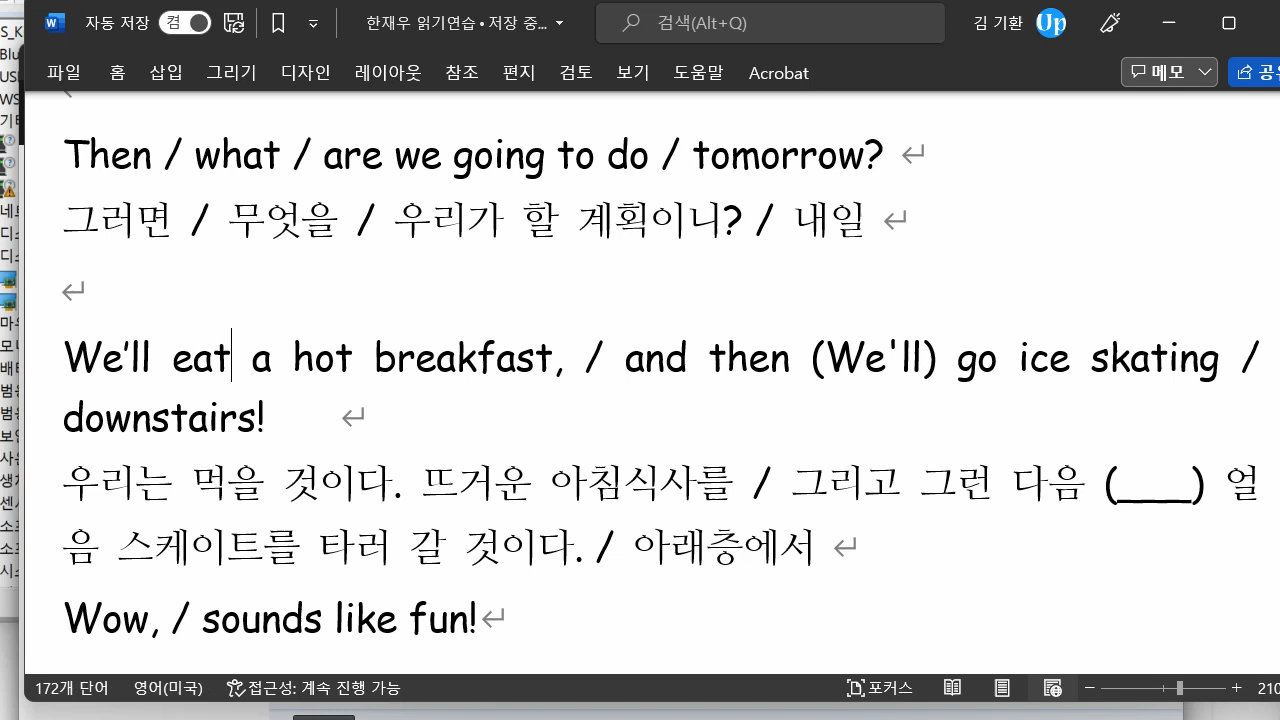 자동 저장 켬 한재우 읽기연습 • 저장 중... 검색(Alt+Q) 김 기환 Up
파일 홈 삽입 그리기 디자인 레이아웃 참조 편지 검토 보기 도움말 Acrobat 메모
Then / what / are we going to do / tomorrow?
그러면 / 무엇을 / 우리가 할 계획이니? / 내일
We’ll eat a hot breakfast, / and then (We'll) go ice skating /
downstairs!
우리는 먹을 것이다. 뜨거운 아침식사를 / 그리고 그런 다음 (____) 얼
음 스케이트를 타러 갈 것이다. / 아래층에서
Wow, / sounds like fun!
172개 단어 영어(미국) 접근성: 계속 진행 가능 포커스 210